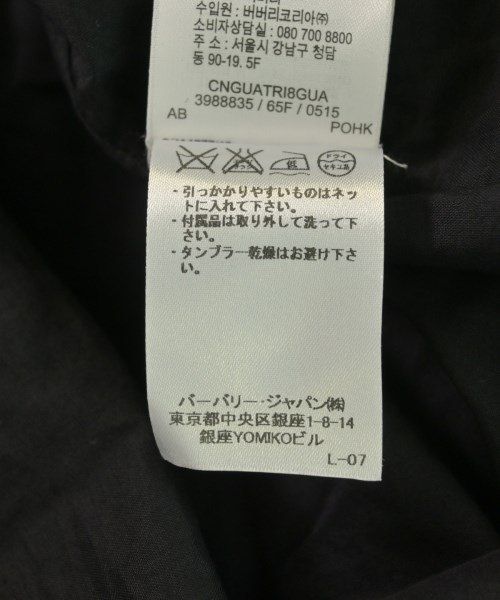 수입원 : 버버리코리아㈜
소비자상담실 : 080 700 8800
주 소 : 서울시 강남구 청담
동 90-19. 5F
CNGUATRI8GUA
3988835 / 65F / 0515
AB
POHK
低
ドライ
セキユ系
- 引っかかりやすいものはネッ
トに入れて下さい。
- 付属品は取り外して洗って下
さい。
- タンブラー乾燥はお避け下さ
い。
バーバリー・ジャパン㈱
東京都中央区銀座1-8-14
銀座YOMIKOビル
L-07